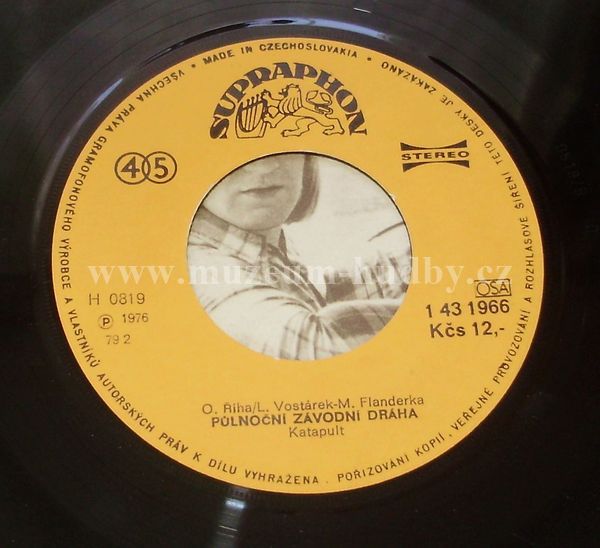 VŠECHNA PRÁVA GRAMOFONOVÉHO VÝROBCE A VLASTNÍKŮ AUTORSKÝCH PRÁV K DÍLU VYHRAŽENA. POŘIZOVÁNÍ KOPIÍ, VEŘEJNÉ PROVOZOVÁNÍ A ROZHLASOVÉ ŠÍŘENÍ TÉTO DESKY JE ZAKÁZÁNO
• MADE IN CZECHOSLOVAKIA •
SUPRAPHON
45
STEREO
www.muzeum-hudby.cz
H 0819
Ⓟ 1976
79 2
OSA
1 43 1966
Kčs 12,-
O. Říha/L. Vostárek-M. Flanderka
PŮLNOČNÍ ZÁVODNÍ DRÁHA
Katapult